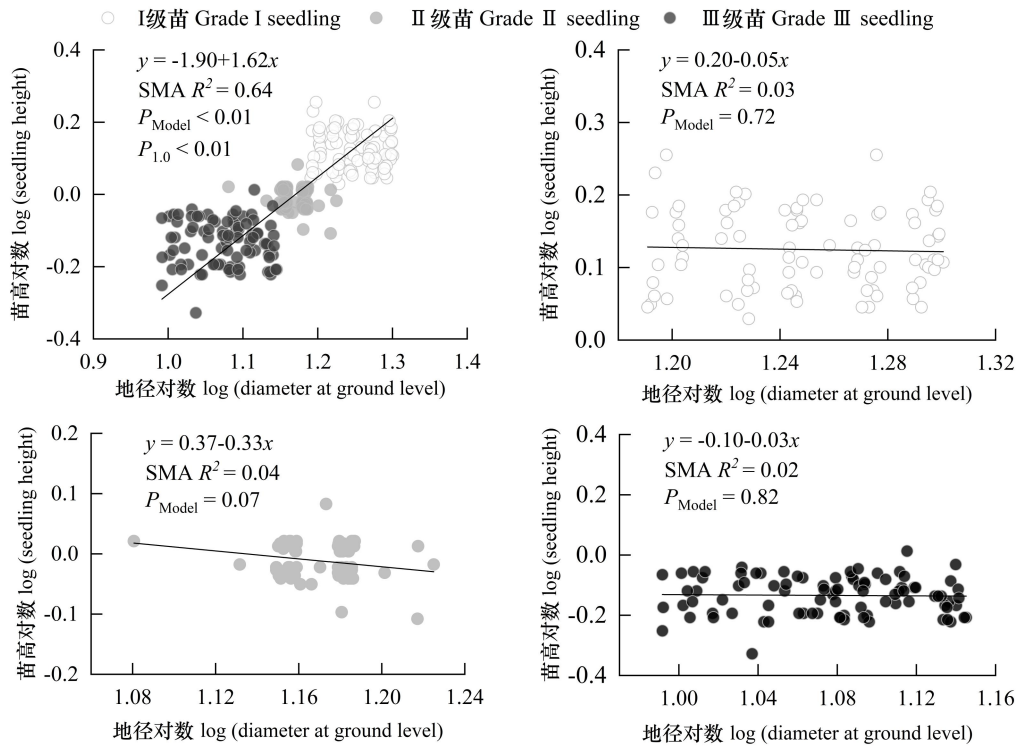 I级苗 Grade I seedling Ⅱ级苗 Grade Ⅱ seedling Ⅲ级苗 Grade Ⅲ seedling
y = -1.90+1.62x
SMA R² = 0.64
P_Model < 0.01
P_1.0 < 0.01
0.4
0.2
0.0
-0.2
-0.4
0.9 1.0 1.1 1.2 1.3 1.4
苗高对数 log (seedling height)
地径对数 log (diameter at ground level)
y = 0.20-0.05x
SMA R² = 0.03
P_Model = 0.72
0.4
0.3
0.2
0.1
0.0
1.20 1.24 1.28 1.32
苗高对数 log (seedling height)
地径对数 log (diameter at ground level)
y = 0.37-0.33x
SMA R² = 0.04
P_Model = 0.07
0.2
0.1
0.0
-0.1
-0.2
1.08 1.12 1.16 1.20 1.24
苗高对数 log (seedling height)
地径对数 log (diameter at ground level)
y = -0.10-0.03x
SMA R² = 0.02
P_Model = 0.82
0.4
0.2
-0.0
-0.2
-0.4
1.00 1.04 1.08 1.12 1.16
苗高对数 log (seedling height)
地径对数 log (diameter at ground level)